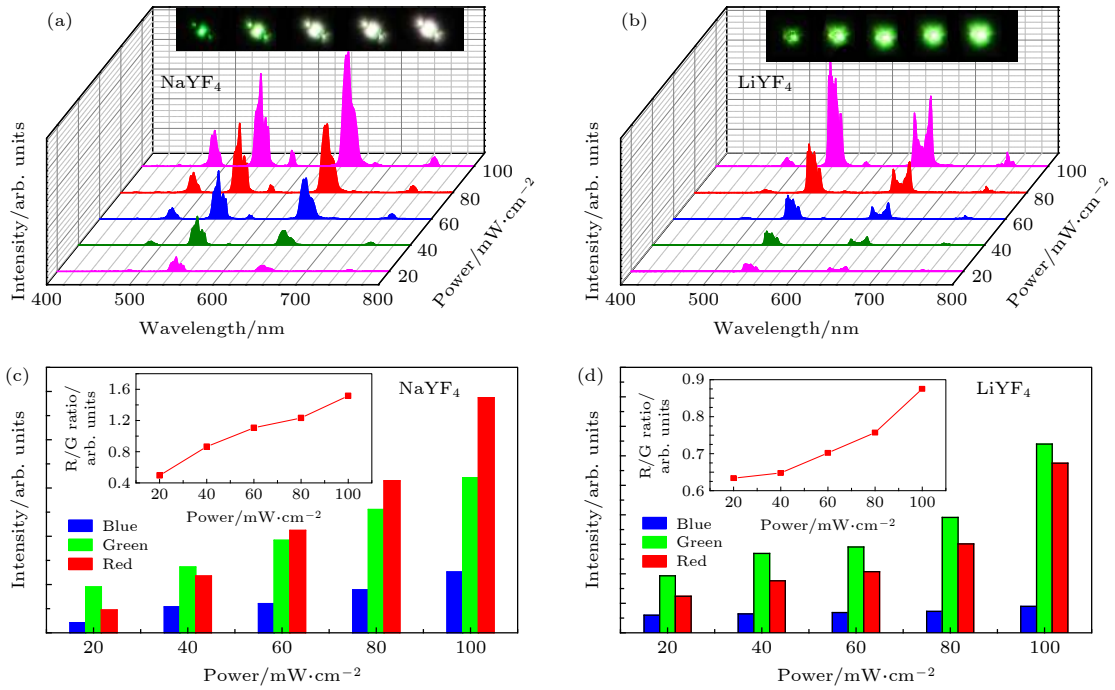 (a)
NaYF4
Intensity/arb. units
400
500
600
700
800
Wavelength/nm
20
40
60
80
100
Power/mW·cm−2
(b)
LiYF4
Intensity/arb. units
400
500
600
700
800
Wavelength/nm
20
40
60
80
100
Power/mW·cm−2
(c)
NaYF4
Intensity/arb. units
R/G ratio/
arb. units
1.6
1.2
0.8
0.4
20 40 60 80 100
Power/mW·cm−2
Blue
Green
Red
20 40 60 80 100
Power/mW·cm−2
(d)
LiYF4
Intensity/arb. units
R/G ratio/
arb. units
0.9
0.8
0.7
0.6
20 40 60 80 100
Power/mW·cm−2
Blue
Green
Red
20 40 60 80 100
Power/mW·cm−2